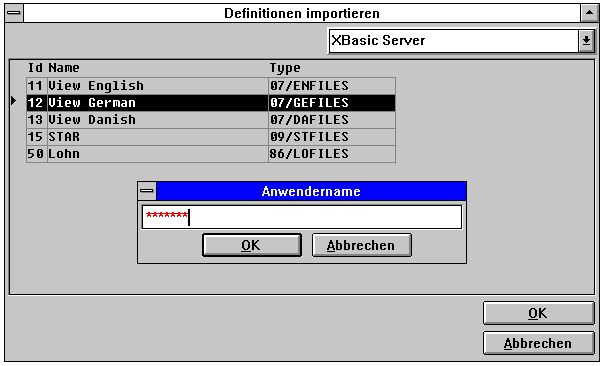 Definitionen importieren
XBasic Server
Id Name Type
11 View English 07/ENFILES
12 View German 07/GEFILES
13 View Danish 07/DAFILES
15 STAR 09/STFILES
50 Lohn 86/LOFILES
Anwendername
*******
OK Abbrechen
OK
Abbrechen